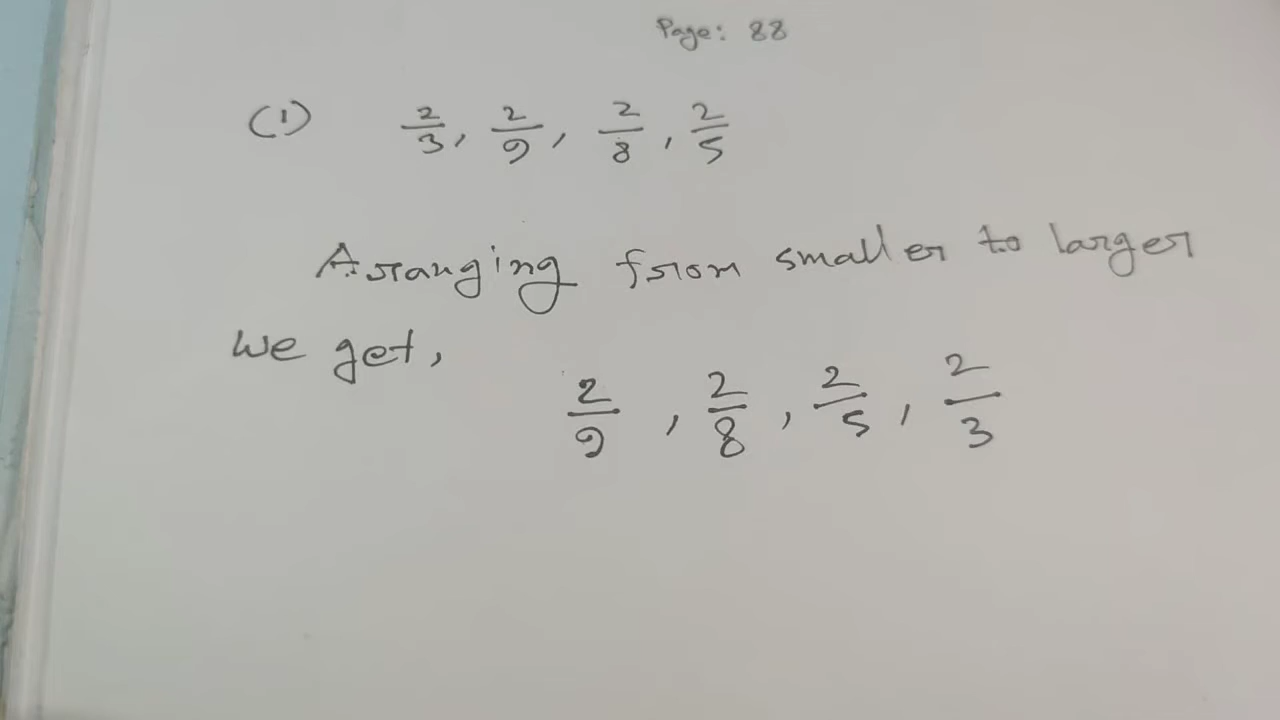 Page: 88
(1) 2/3, 2/9, 2/8, 2/5
Arranging from smaller to larger
we get,
2/9, 2/8, 2/5, 2/3